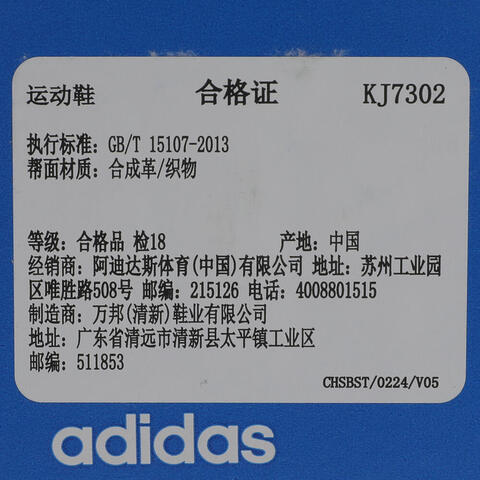 运动鞋 合格证 KJ7302
执行标准：GB/T 15107-2013
帮面材质：合成革/织物
等级：合格品 检18 产地：中国
经销商：阿迪达斯体育(中国)有限公司 地址：苏州工业园
区唯胜路508号 邮编：215126 电话：4008801515
制造商：万邦(清新)鞋业有限公司
地址：广东省清远市清新县太平镇工业区
邮编：511853
CHSBST/0224/V05
adidas